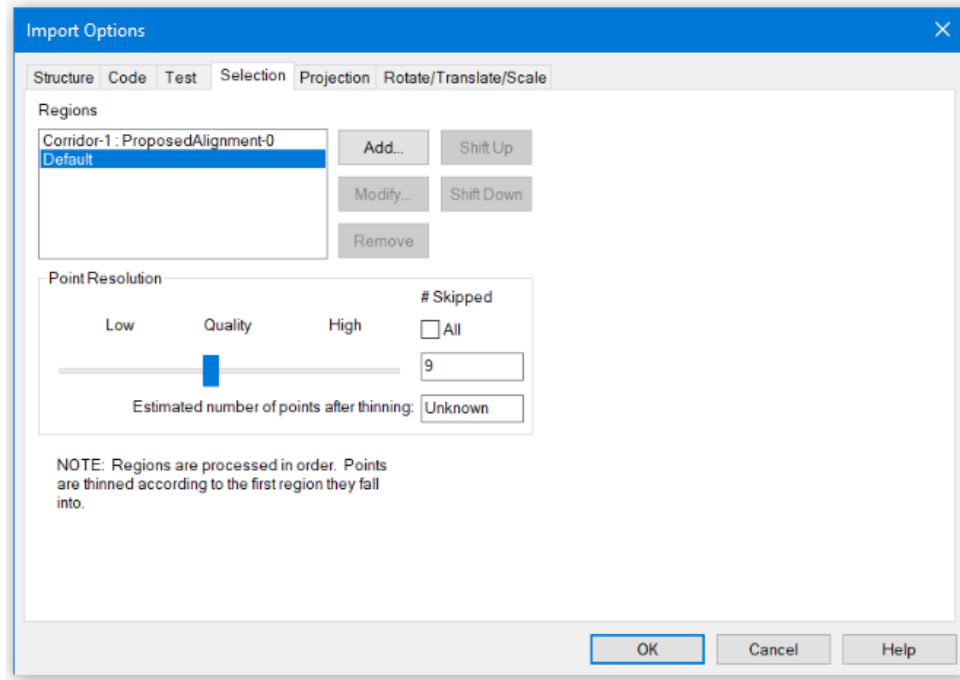 Import Options
Structure Code Test Selection Projection Rotate/Translate/Scale
Regions
Corridor-1 : ProposedAlignment-0
Default
Add...
Shift Up
Modify...
Shift Down
Remove
Point Resolution
# Skipped
Low Quality High
All
9
Estimated number of points after thinning: Unknown
NOTE: Regions are processed in order. Points
are thinned according to the first region they fall
into.
OK Cancel Help